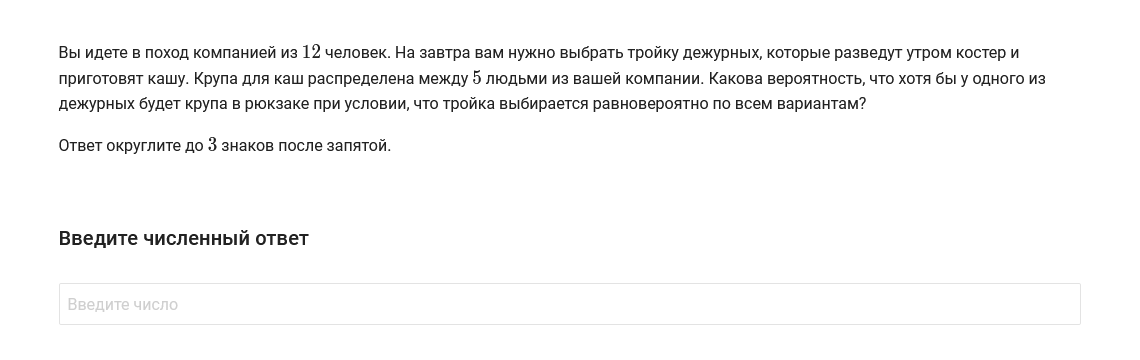 Вы идете в поход компанией из 12 человек. На завтра вам нужно выбрать тройку дежурных, которые разведут утром костер и
приготовят кашу. Крупа для каш распределена между 5 людьми из вашей компании. Какова вероятность, что хотя бы у одного из
дежурных будет крупа в рюкзаке при условии, что тройка выбирается равновероятно по всем вариантам?
Ответ округлите до 3 знаков после запятой.
Введите численный ответ
Введите число